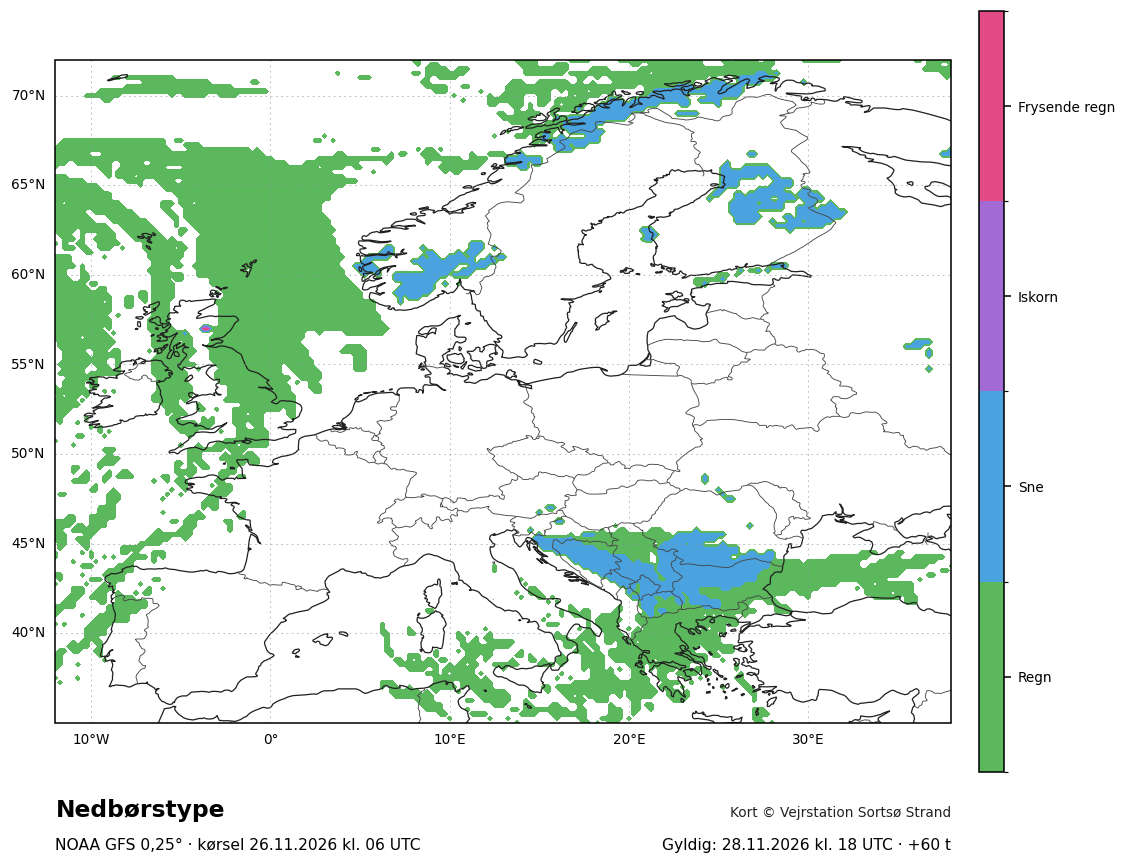 Frysende regn
Iskorn
Sne
Regn
70°N
65°N
60°N
55°N
50°N
45°N
40°N
10°W 0° 10°E 20°E 30°E
Nedbørstype
Kort © Vejrstation Sortsø Strand
NOAA GFS 0,25° · kørsel 26.11.2026 kl. 06 UTC
Gyldig: 28.11.2026 kl. 18 UTC · +60 t